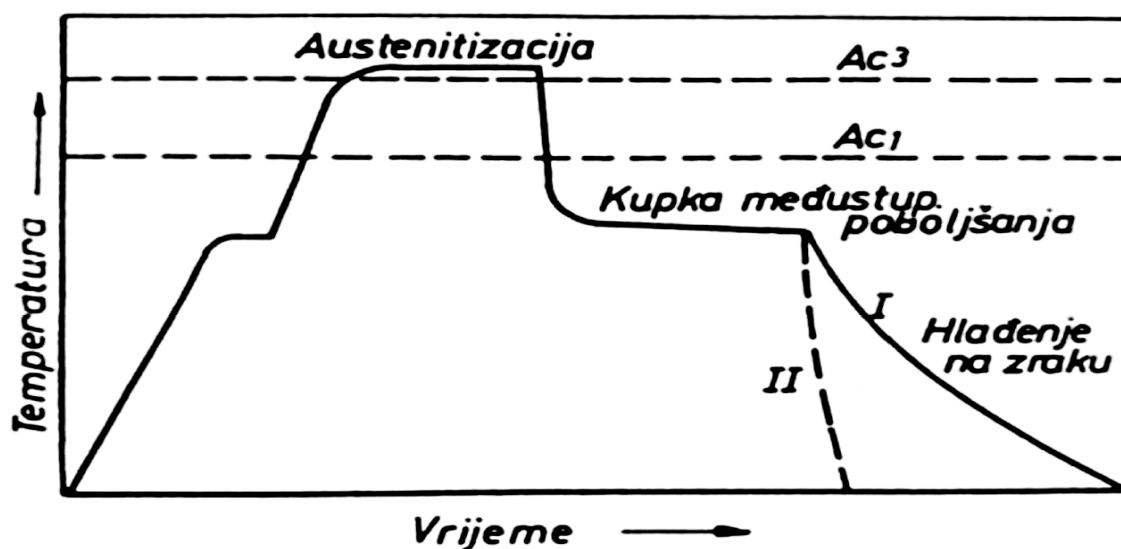 Austenitizacija
Ac3
Ac1
Kupka međustup.
poboljšanja
I
Hlađenje
na zraku
II
Temperatura
Vrijeme